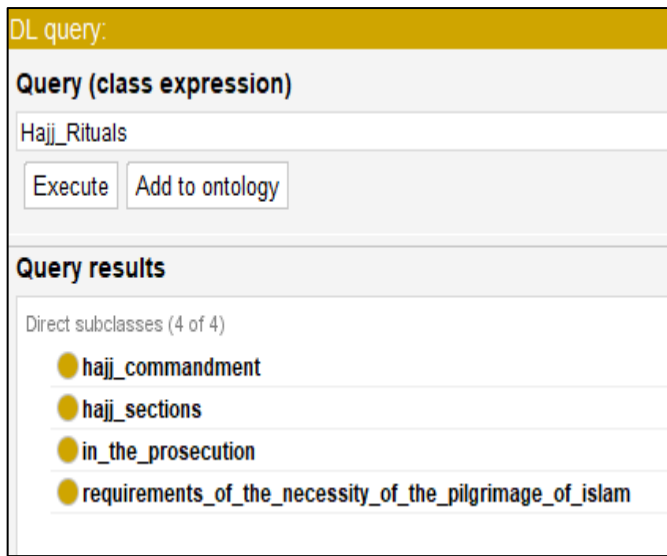 DL query:
Query (class expression)
Hajj_Rituals
Execute Add to ontology
Query results
Direct subclasses (4 of 4)
hajj_commandment
hajj_sections
in_the_prosecution
requirements_of_the_necessity_of_the_pilgrimage_of_islam